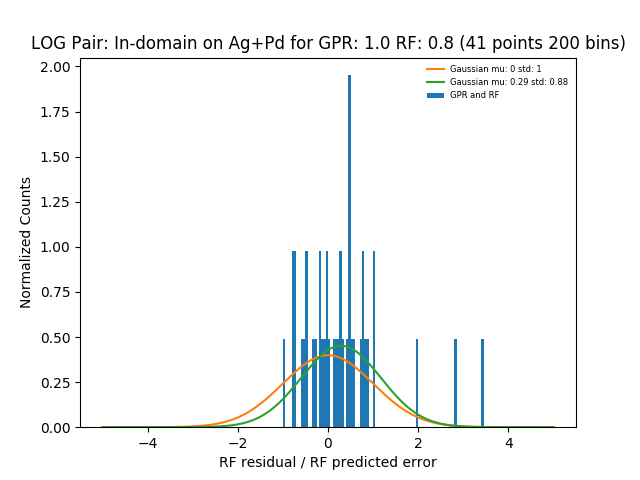 LOG Pair: In-domain on Ag+Pd for GPR: 1.0 RF: 0.8 (41 points 200 bins)
Gaussian mu: 0 std: 1
Gaussian mu: 0.29 std: 0.88
GPR and RF
2.00
1.75
1.50
1.25
1.00
0.75
0.50
0.25
0.00
Normalized Counts
−4
−2
0
2
4
RF residual / RF predicted error